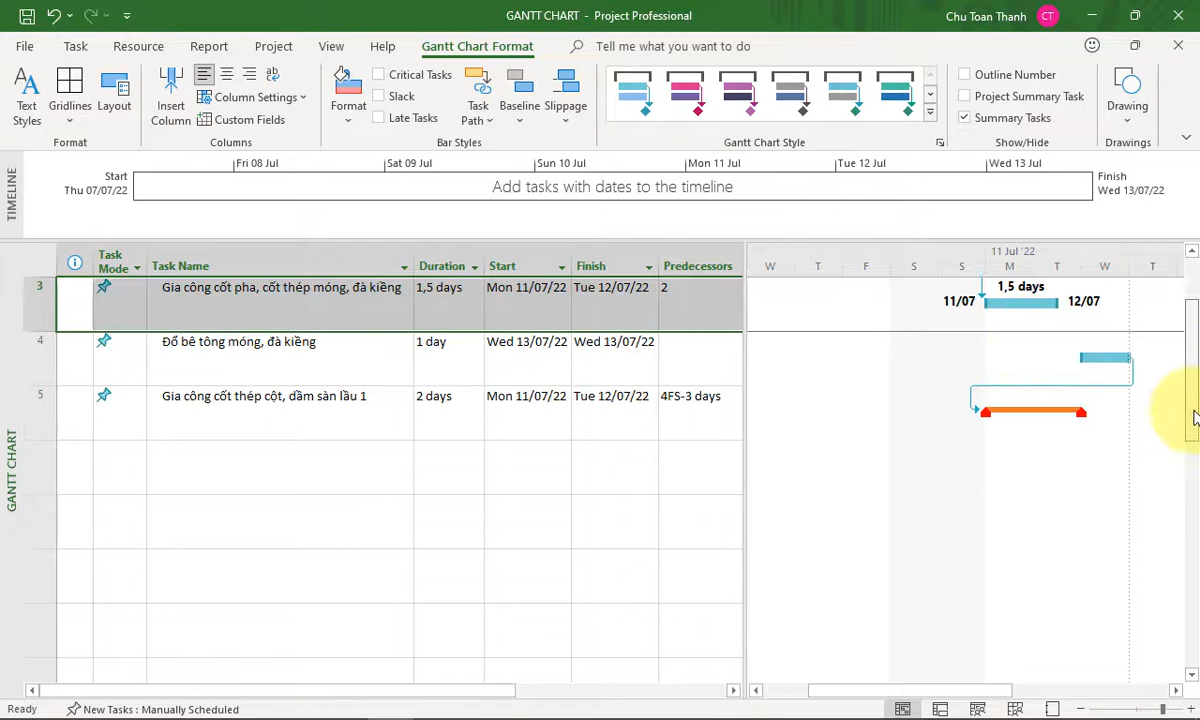 GANTT CHART - Project Professional
Chu Toan Thanh CT
File Task Resource Report Project View Help Gantt Chart Format Tell me what you want to do
Text Styles
Gridlines
Layout
Format
Insert Column
Column Settings
Custom Fields
Columns
Format
Critical Tasks
Slack
Late Tasks
Task Path
Baseline
Slippage
Bar Styles
Gantt Chart Style
Outline Number
Project Summary Task
Summary Tasks
Show/Hide
Drawing
Drawings
TIMELINE
Start
Thu 07/07/22
Fri 08 Jul Sat 09 Jul Sun 10 Jul Mon 11 Jul Tue 12 Jul Wed 13 Jul
Add tasks with dates to the timeline
Finish
Wed 13/07/22
GANTT CHART
Task Mode Task Name Duration Start Finish Predecessors
3 Gia công cốt pha, cốt thép móng, đà kiềng 1,5 days Mon 11/07/22 Tue 12/07/22 2
4 Đổ bê tông móng, đà kiềng 1 day Wed 13/07/22 Wed 13/07/22
5 Gia công cốt thép cột, dầm sàn lầu 1 2 days Mon 11/07/22 Tue 12/07/22 4FS-3 days
11 Jul '22
W T F S S M T W T
1,5 days
11/07 12/07
Ready New Tasks : Manually Scheduled